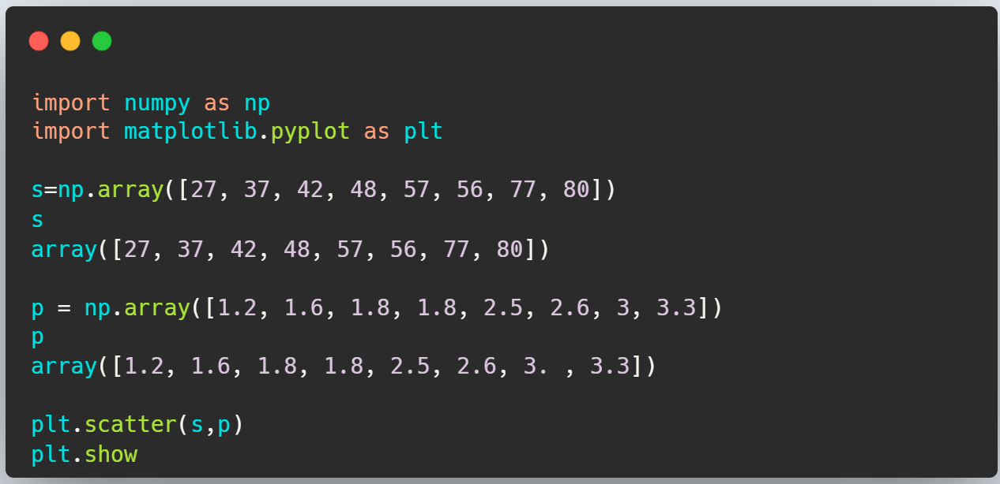 import numpy as np
import matplotlib.pyplot as plt
s=np.array([27, 37, 42, 48, 57, 56, 77, 80])
s
array([27, 37, 42, 48, 57, 56, 77, 80])
p = np.array([1.2, 1.6, 1.8, 1.8, 2.5, 2.6, 3, 3.3])
p
array([1.2, 1.6, 1.8, 1.8, 2.5, 2.6, 3. , 3.3])
plt.scatter(s,p)
plt.show